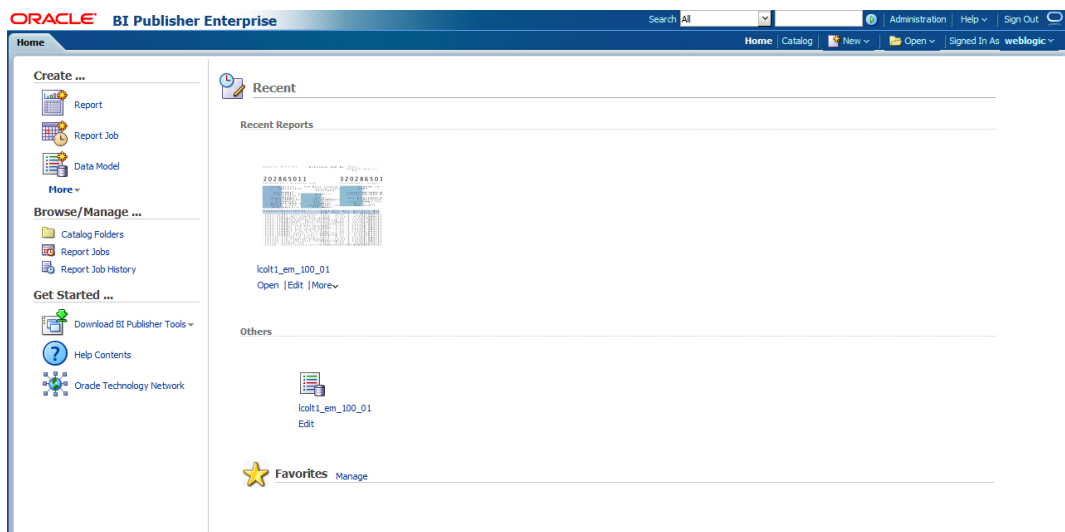 ORACLE BI Publisher Enterprise
Search All Administration Help Sign Out
Home
Home Catalog New Open Signed In As weblogic
Create ...
Report
Report Job
Data Model
More
Browse/Manage ...
Catalog Folders
Report Jobs
Report Job History
Get Started ...
Download BI Publisher Tools
Help Contents
Oracle Technology Network
Recent
Recent Reports
202865011 320286501
lcolt1_em_100_01
Open |Edit |More
Others
lcolt1_em_100_01
Edit
Favorites Manage